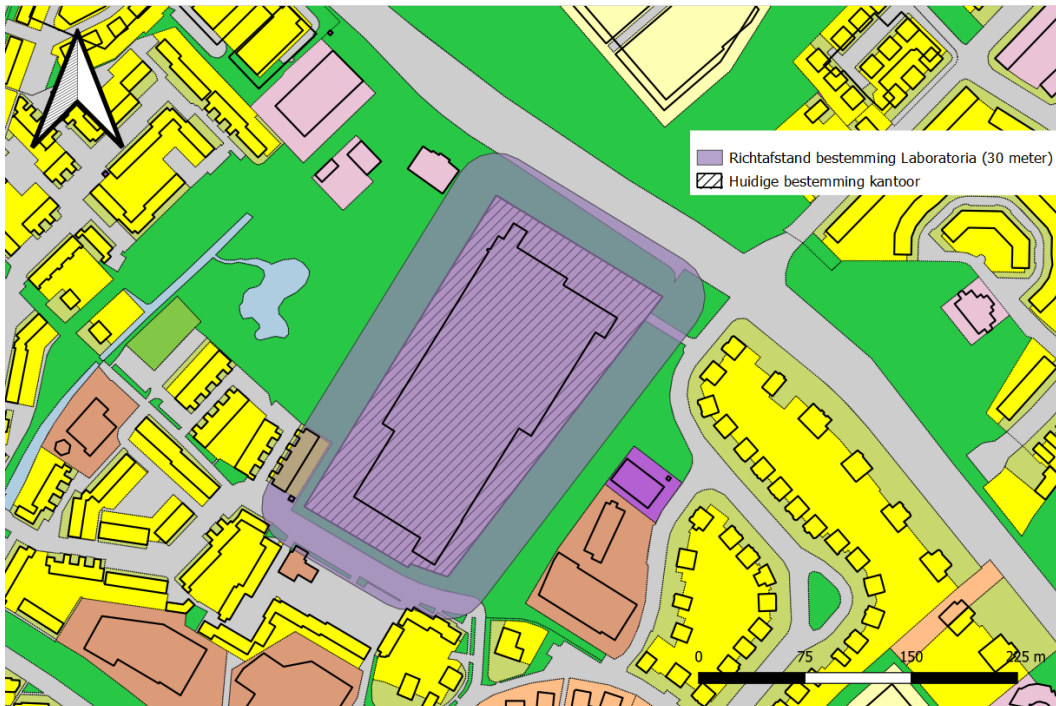 Richtafstand bestemming Laboratoria (30 meter)
Huidige bestemming kantoor
0 75 150 225 m